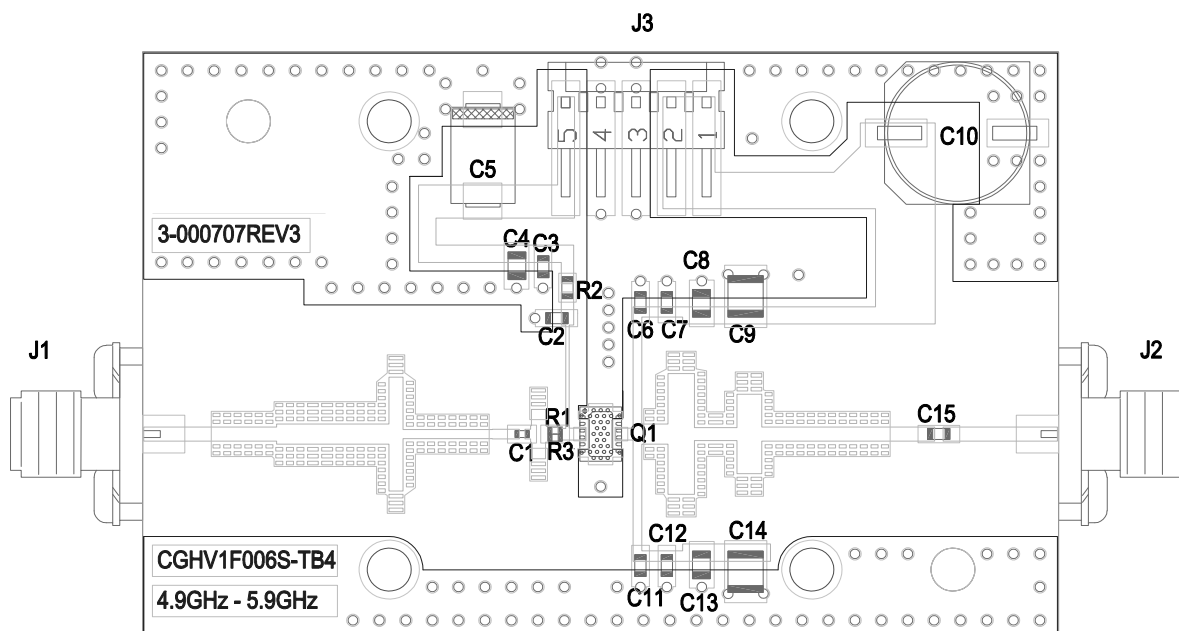 J3
5 4 3 2 1
C10
C5
3-000707REV3
C4 C3
C8
R2
C6 C7
C9
C2
J1
J2
R1
Q1
C15
C1 R3
C12
C14
CGHV1F006S-TB4
4.9GHz - 5.9GHz
C11 C13